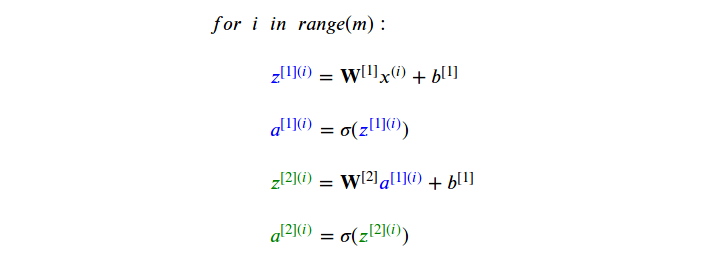 for i in range(m) :
z[1](i) = W[1]x(i) + b[1]
a[1](i) = σ(z[1](i))
z[2](i) = W[2]a[1](i) + b[1]
a[2](i) = σ(z[2](i))